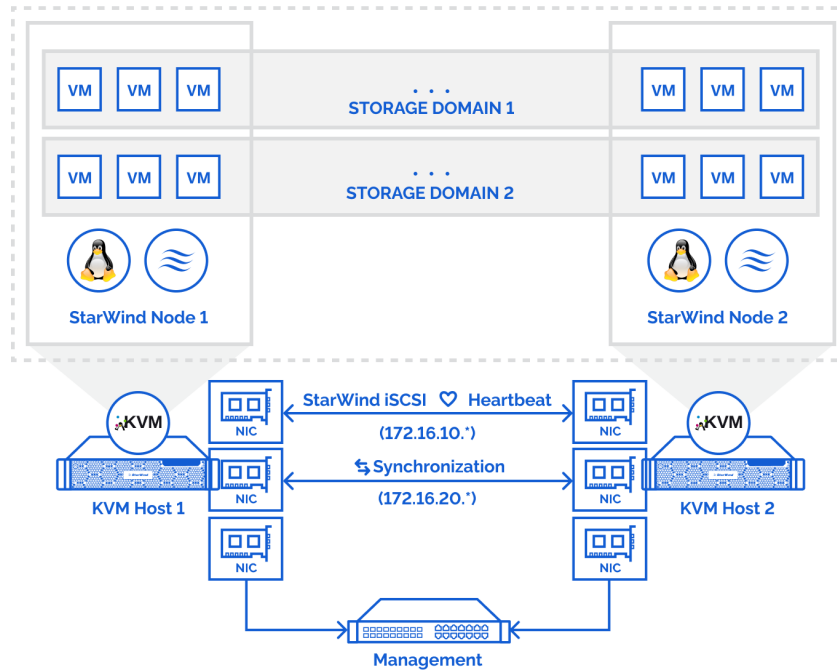 VM VM VM
. . .
STORAGE DOMAIN 1
VM VM VM
VM VM VM
. . .
STORAGE DOMAIN 2
VM VM VM
StarWind Node 1
StarWind Node 2
KVM
NIC
StarWind iSCSI Heartbeat
(172.16.10.*)
NIC
KVM
KVM Host 1
NIC
Synchronization
(172.16.20.*)
NIC
KVM Host 2
NIC
NIC
Management